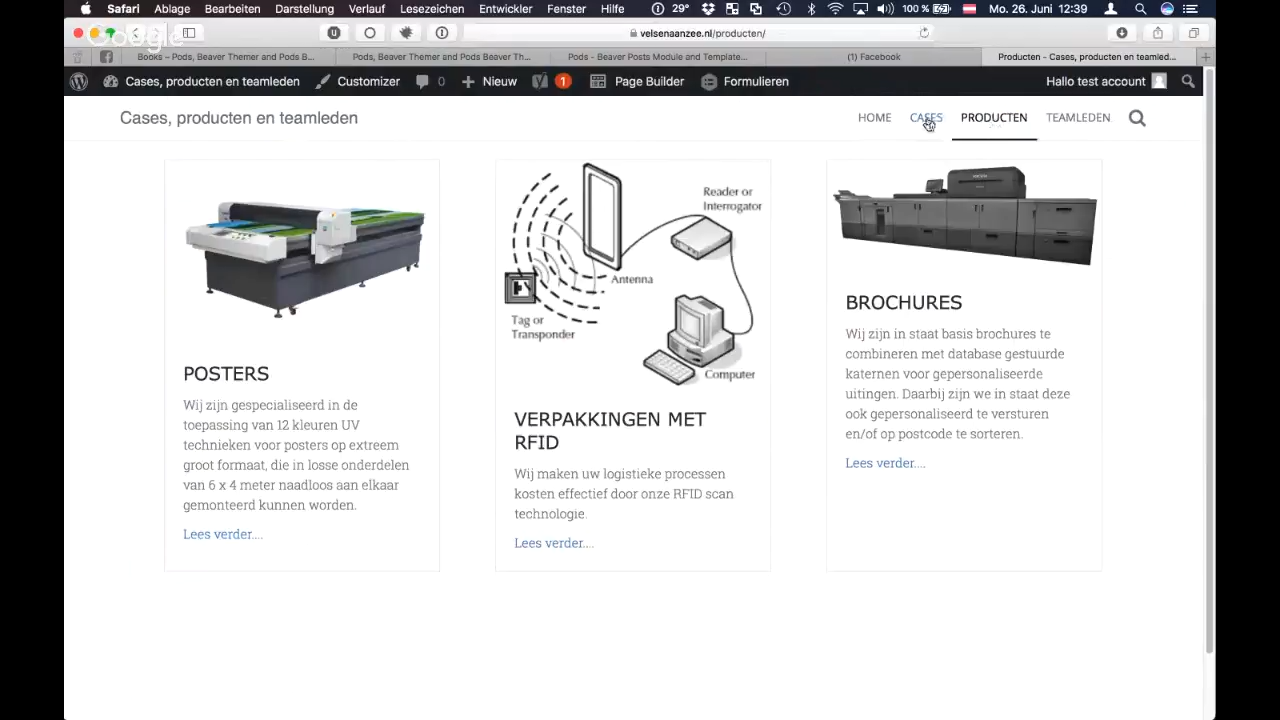 Safari Ablage Bearbeiten Darstellung Verlauf Lesezeichen Entwickler Fenster Hilfe 29° 100 % Mo. 26. Juni 12:39
Google
velsenaanzee.nl/producten/
Books – Pods, Beaver Themer and Pods B... Pods, Beaver Themer and Pods Beaver Th... Pods - Beaver Posts Module and Template... (1) Facebook Producten - Cases, producten en teamled...
Cases, producten en teamleden Customizer 0 Nieuw 1 Page Builder Formulieren Hallo test account
Cases, producten en teamleden HOME CASES PRODUCTEN TEAMLEDEN
Reader or
Interrogator
Antenna
Tag or
Transponder
Computer
POSTERS
Wij zijn gespecialiseerd in de
toepassing van 12 kleuren UV
technieken voor posters op extreem
groot formaat, die in losse onderdelen
van 6 x 4 meter naadloos aan elkaar
gemonteerd kunnen worden.
Lees verder....
VERPAKKINGEN MET
RFID
Wij maken uw logistieke processen
kosten effectief door onze RFID scan
technologie.
Lees verder....
BROCHURES
Wij zijn in staat basis brochures te
combineren met database gestuurde
katernen voor gepersonaliseerde
uitingen. Daarbij zijn we in staat deze
ook gepersonaliseerd te versturen
en/of op postcode te sorteren.
Lees verder....